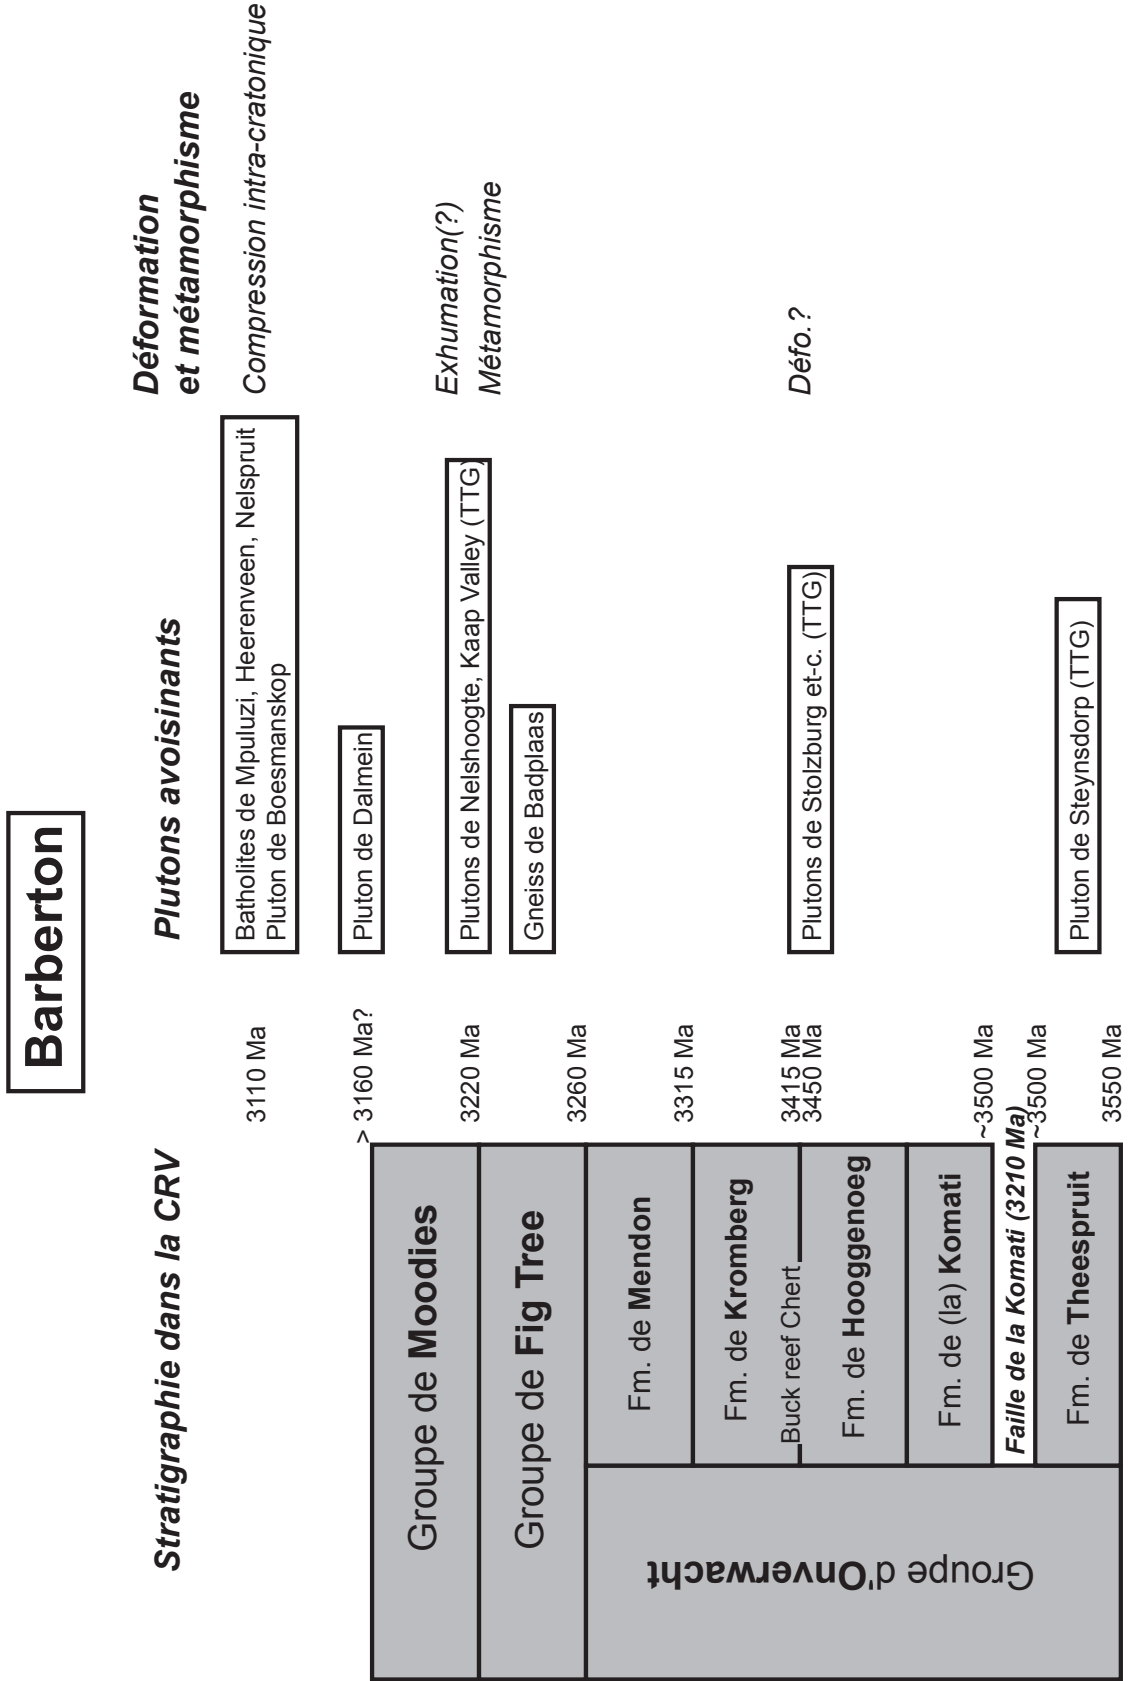 Barberton
Stratigraphie dans la CRV
Plutons avoisinants
Déformation
et métamorphisme
3110 Ma
Batholites de Mpuluzi, Heerenveen, Nelspruit
Pluton de Boesmanskop
Compression intra-cratonique
> 3160 Ma?
Pluton de Dalmein
Groupe de Moodies
3220 Ma
Plutons de Nelshoogte, Kaap Valley (TTG)
Exhumation(?)
Métamorphisme
Groupe de Fig Tree
Gneiss de Badplaas
3260 Ma
Groupe d'Onverwacht
Fm. de Mendon
3315 Ma
Fm. de Kromberg
Buck reef Chert
3415 Ma
3450 Ma
Plutons de Stolzburg et-c. (TTG)
Défo.?
Fm. de Hooggenoeg
Fm. de (la) Komati
~3500 Ma
Faille de la Komati (3210 Ma)
~3500 Ma
Fm. de Theespruit
Pluton de Steynsdorp (TTG)
3550 Ma